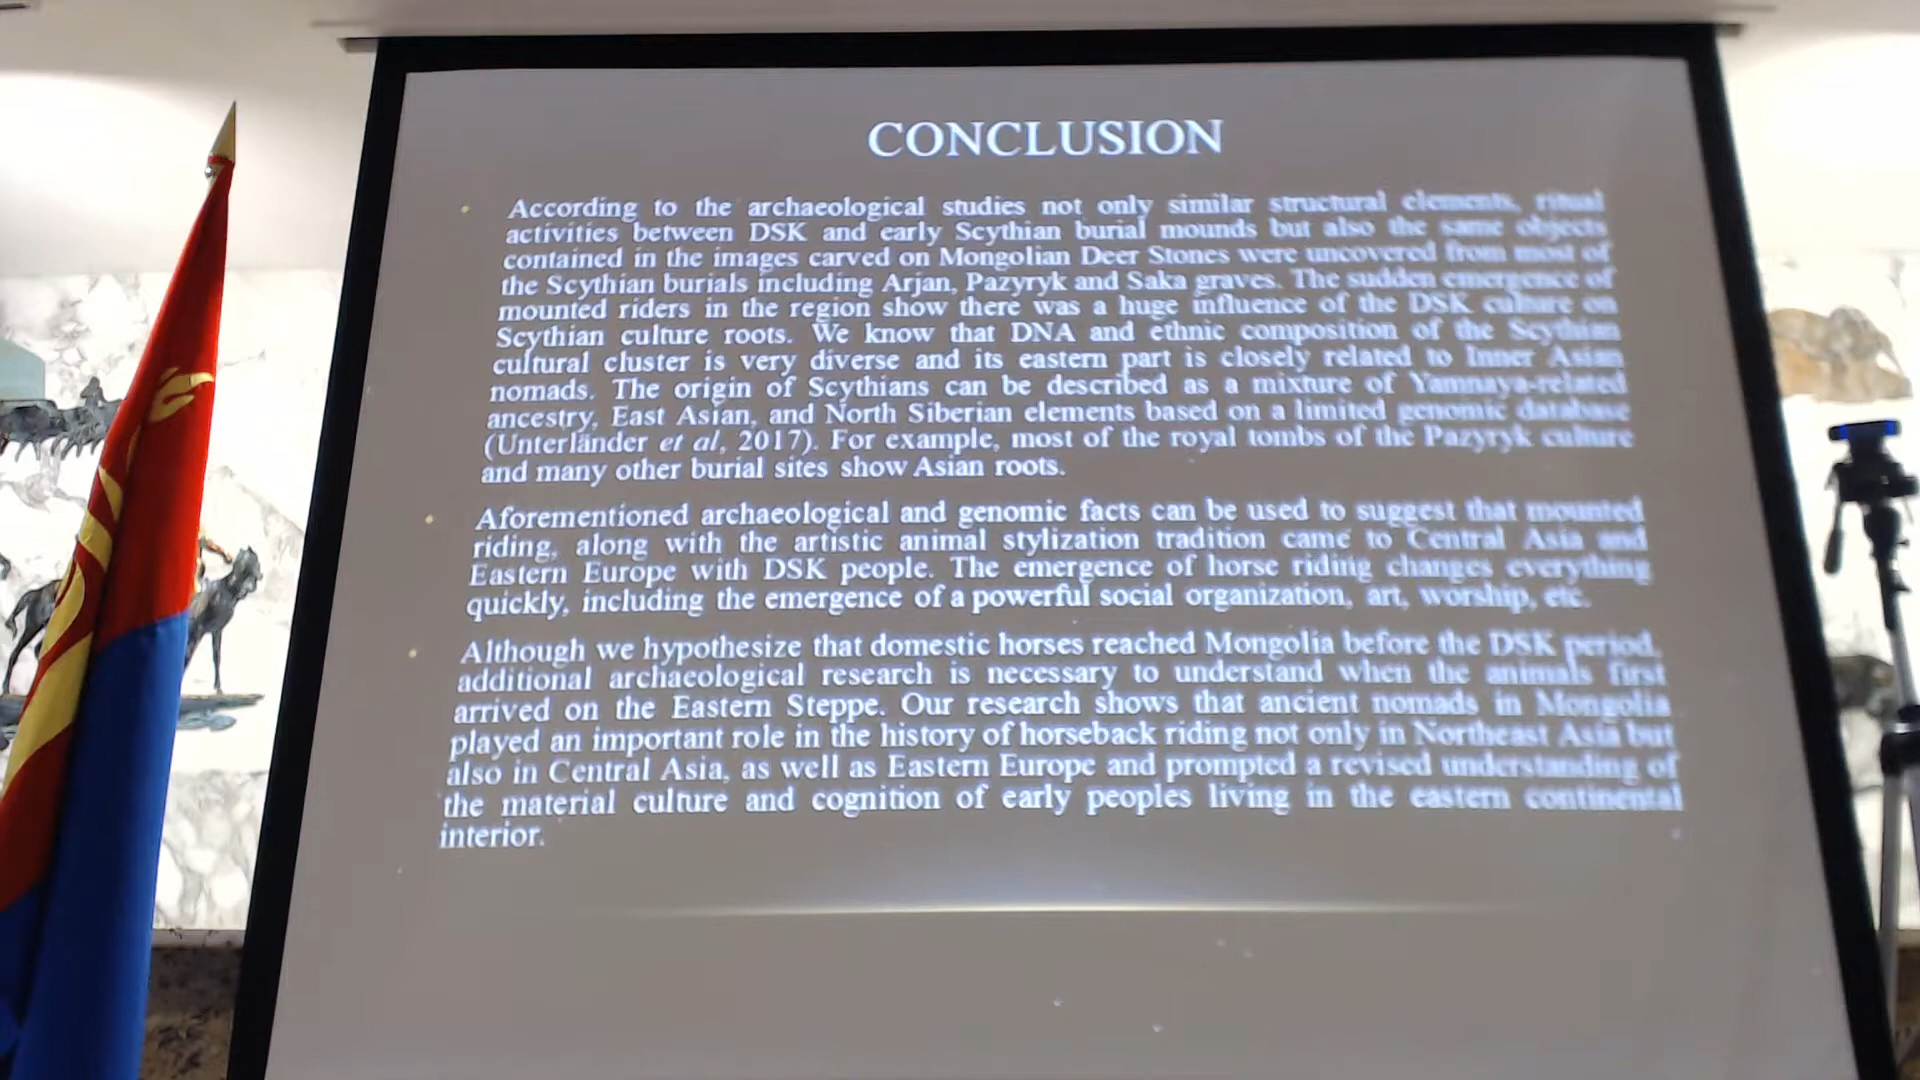 CONCLUSION
According to the archaeological studies not only similar structural elements, ritual
activities between DSK and early Scythian burial mounds but also the same objects
contained in the images carved on Mongolian Deer Stones were uncovered from most of
the Scythian burials including Arjan, Pazyryk and Saka graves. The sudden emergence of
mounted riders in the region show there was a huge influence of the DSK culture on
Scythian culture roots. We know that DNA and ethnic composition of the Scythian
cultural cluster is very diverse and its eastern part is closely related to Inner Asian
nomads. The origin of Scythians can be described as a mixture of Yamnaya-related
ancestry, East Asian, and North Siberian elements based on a limited genomic database
(Unterländer et al, 2017). For example, most of the royal tombs of the Pazyryk culture
and many other burial sites show Asian roots.
Aforementioned archaeological and genomic facts can be used to suggest that mounted
riding, along with the artistic animal stylization tradition came to Central Asia and
Eastern Europe with DSK people. The emergence of horse riding changes everything
quickly, including the emergence of a powerful social organization, art, worship, etc.
Although we hypothesize that domestic horses reached Mongolia before the DSK period,
additional archaeological research is necessary to understand when the animals first
arrived on the Eastern Steppe. Our research shows that ancient nomads in Mongolia
played an important role in the history of horseback riding not only in Northeast Asia but
also in Central Asia, as well as Eastern Europe and prompted a revised understanding of
the material culture and cognition of early peoples living in the eastern continental
interior.